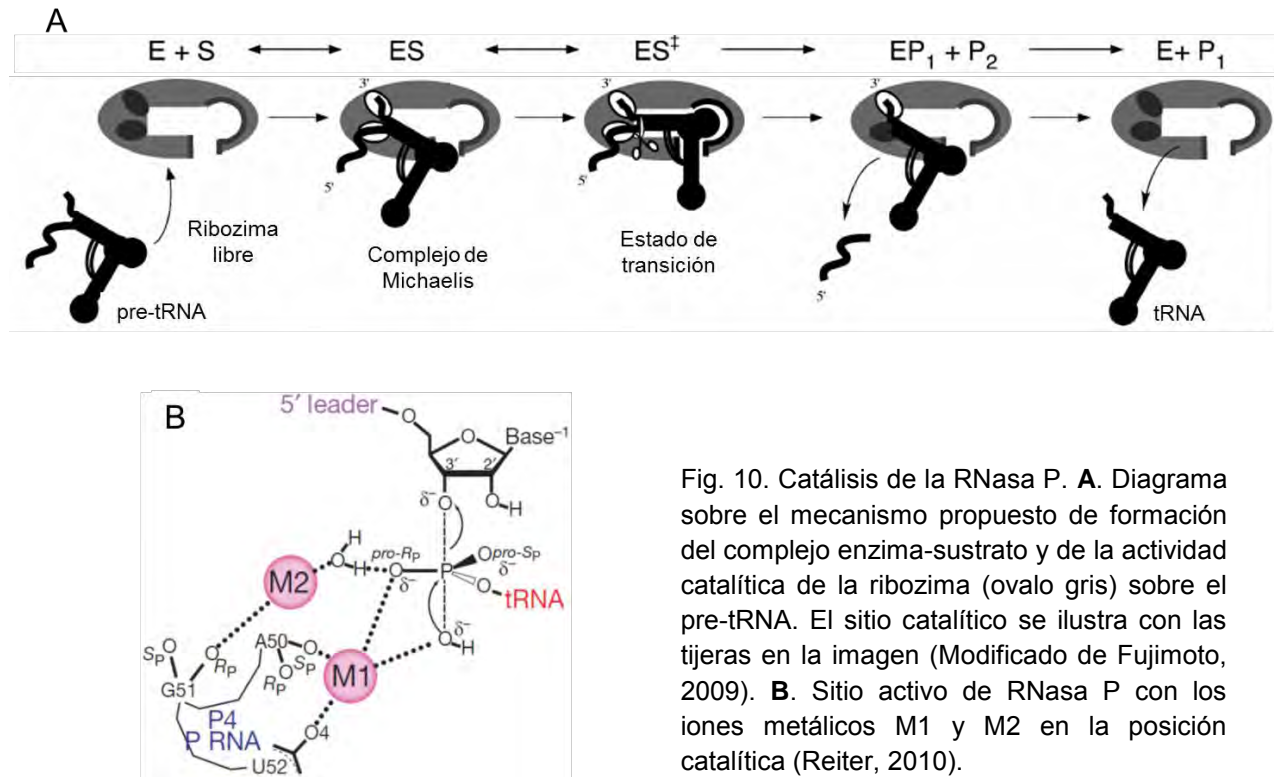 A
E + S ES ES‡ EP1 + P2 E+ P1
3' 3' 3'
5' 5'
Ribozima
libre
Complejo de
Michaelis
Estado de
transición
5'
pre-tRNA
tRNA
B
5' leader
O
O
Base⁻¹
3' 2'
δ⁻
O
O
H
H
O
H
pro-RP
O
δ⁻
P
Opro-SP
δ⁻
O
tRNA
M2
M1
δ⁻
O
H
A50
O
O
SP
RP
SP
O
O
RP
G51
P4
P RNA
O4
U52
Fig. 10. Catálisis de la RNasa P. A. Diagrama
sobre el mecanismo propuesto de formación
del complejo enzima-sustrato y de la actividad
catalítica de la ribozima (ovalo gris) sobre el
pre-tRNA. El sitio catalítico se ilustra con las
tijeras en la imagen (Modificado de Fujimoto,
2009). B. Sitio activo de RNasa P con los
iones metálicos M1 y M2 en la posición
catalítica (Reiter, 2010).